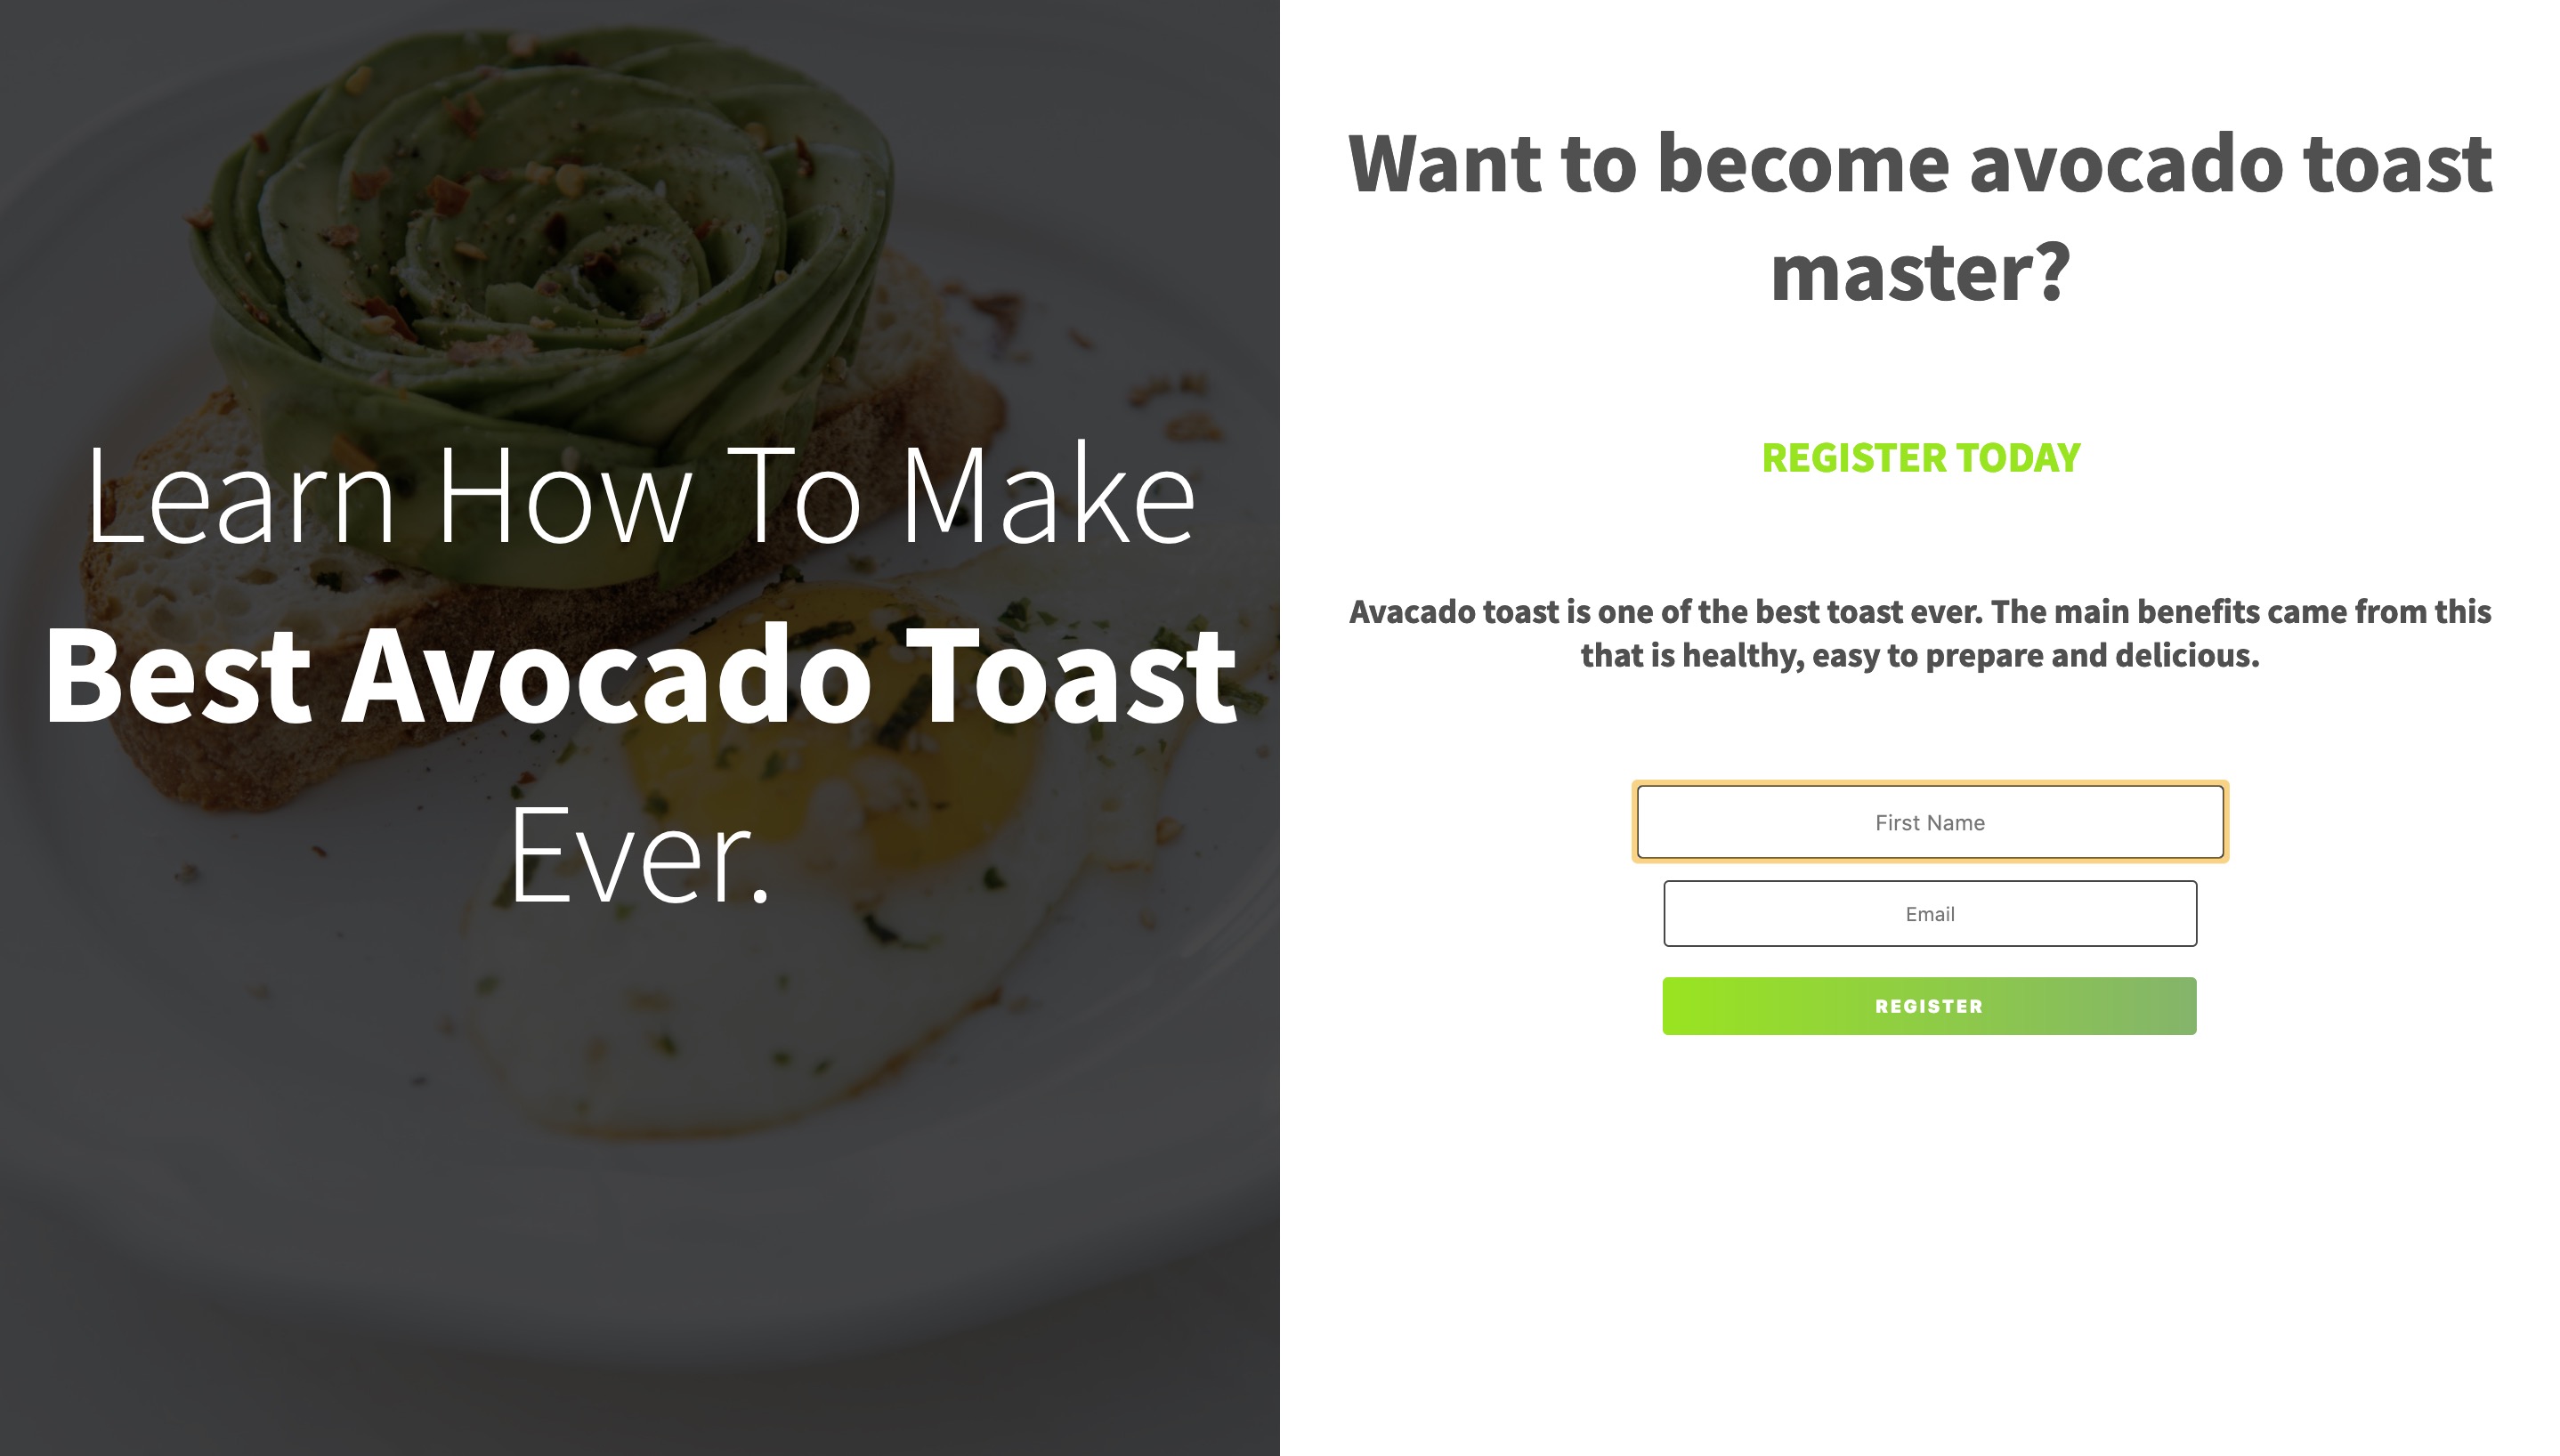 Learn How To Make
Best Avocado Toast
Ever.
Want to become avocado toast
master?
REGISTER TODAY
Avacado toast is one of the best toast ever. The main benefits came from this
that is healthy, easy to prepare and delicious.
First Name
Email
REGISTER